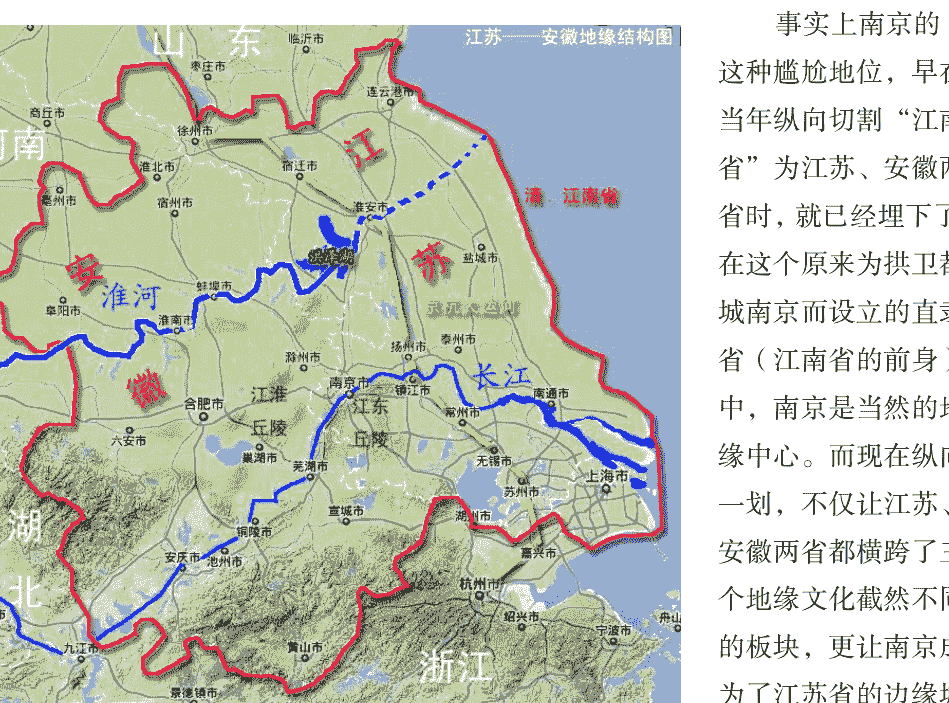 江苏——安徽地缘结构图
山 东
临沂市
枣庄市
连云港市
商丘市
徐州市
河南
江
淮北市
宿迁市
亳州市
宿州市
淮安市
清、江南省
洪泽湖
苏
盐城市
安
淮河
蚌埠市
阜阳市
淮南市
扬州市
泰州市
滁州市
徽
南京市
镇江市
长江
南通市
合肥市
江淮
丘陵
江东
丘陵
常州市
六安市
巢湖市
芜湖市
无锡市
苏州市
上海市
宣城市
湖州市
湖
铜陵市
安庆市
池州市
嘉兴市
北
杭州市
绍兴市
宁波市
舟山
九江市
黄山市
浙江
景德镇市
事实上南京的
这种尴尬地位，早在
当年纵向切割“江南
省”为江苏、安徽两
省时，就已经埋下了
在这个原来为拱卫都
城南京而设立的直隶
省（江南省的前身）
中，南京是当然的地
缘中心。而现在纵向
一划，不仅让江苏、
安徽两省都横跨了三
个地缘文化截然不同
的板块，更让南京成
为了江苏省的边缘城